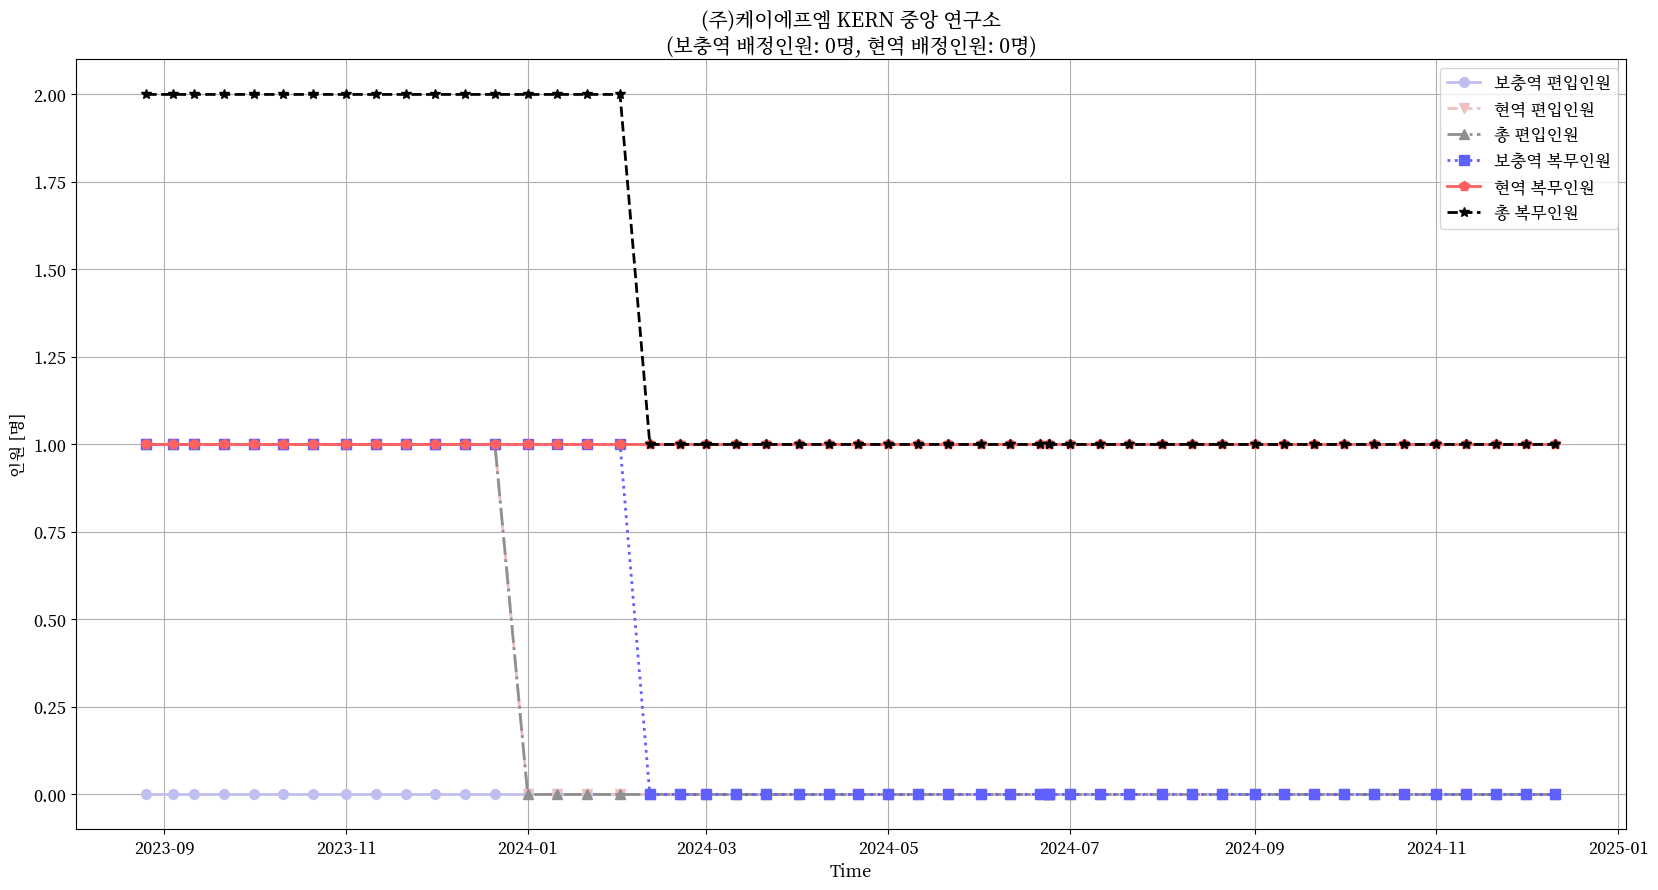 (주)케이에프엠 KERN 중앙 연구소
(보충역 배정인원: 0명, 현역 배정인원: 0명)
보충역 편입인원
현역 편입인원
총 편입인원
보충역 복무인원
현역 복무인원
총 복무인원
인원 [명]
2.00
1.75
1.50
1.25
1.00
0.75
0.50
0.25
0.00
2023-09 2023-11 2024-01 2024-03 2024-05 2024-07 2024-09 2024-11 2025-01
Time